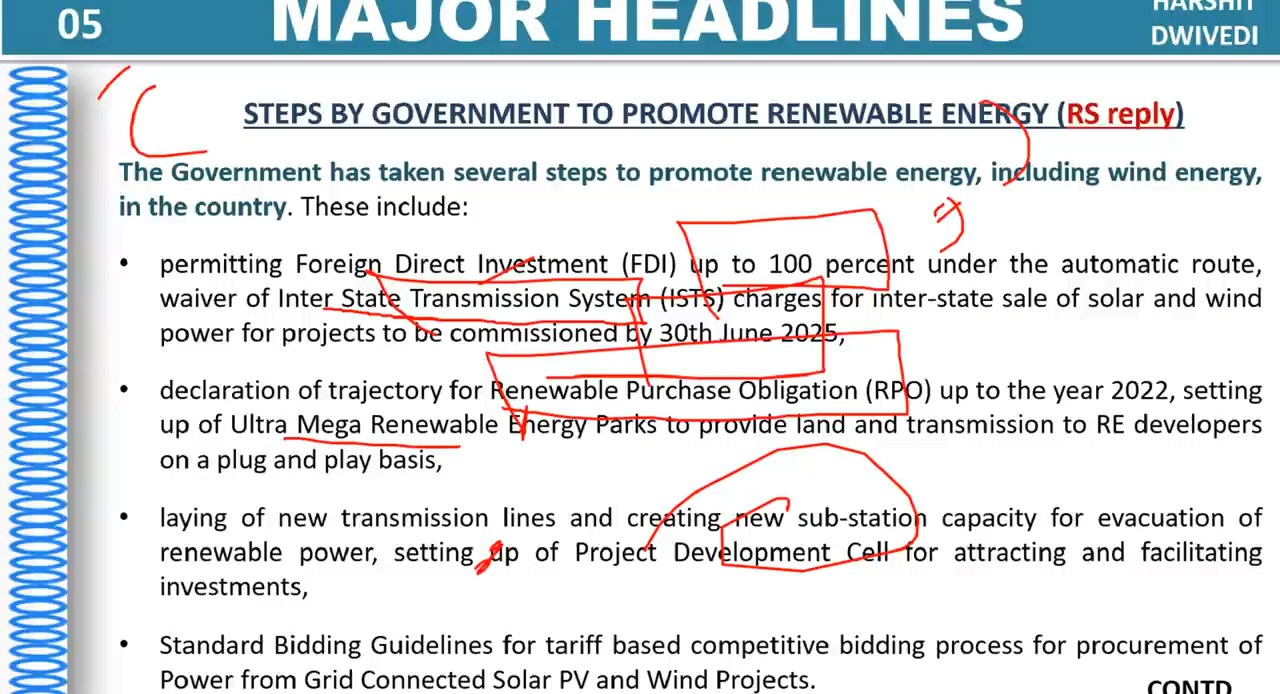 05
MAJOR HEADLINES
HARSHIT
DWIVEDI
STEPS BY GOVERNMENT TO PROMOTE RENEWABLE ENERGY (RS reply)
The Government has taken several steps to promote renewable energy, including wind energy,
in the country. These include:
• permitting Foreign Direct Investment (FDI) up to 100 percent under the automatic route,
waiver of Inter State Transmission System (ISTS) charges for inter-state sale of solar and wind
power for projects to be commissioned by 30th June 2025,
• declaration of trajectory for Renewable Purchase Obligation (RPO) up to the year 2022, setting
up of Ultra Mega Renewable Energy Parks to provide land and transmission to RE developers
on a plug and play basis,
• laying of new transmission lines and creating new sub-station capacity for evacuation of
renewable power, setting up of Project Development Cell for attracting and facilitating
investments,
• Standard Bidding Guidelines for tariff based competitive bidding process for procurement of
Power from Grid Connected Solar PV and Wind Projects.
CONTD